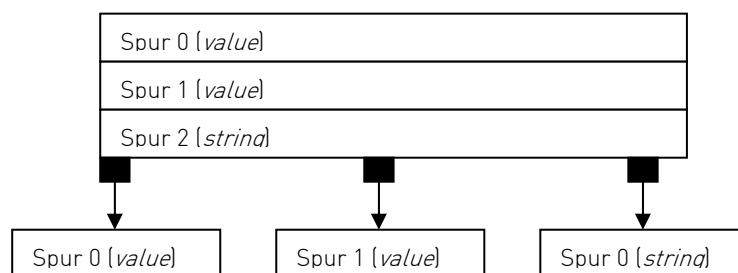 Spur 0 (value)
Spur 1 (value)
Spur 2 (string)
Spur 0 (value) Spur 1 (value) Spur 0 (string)